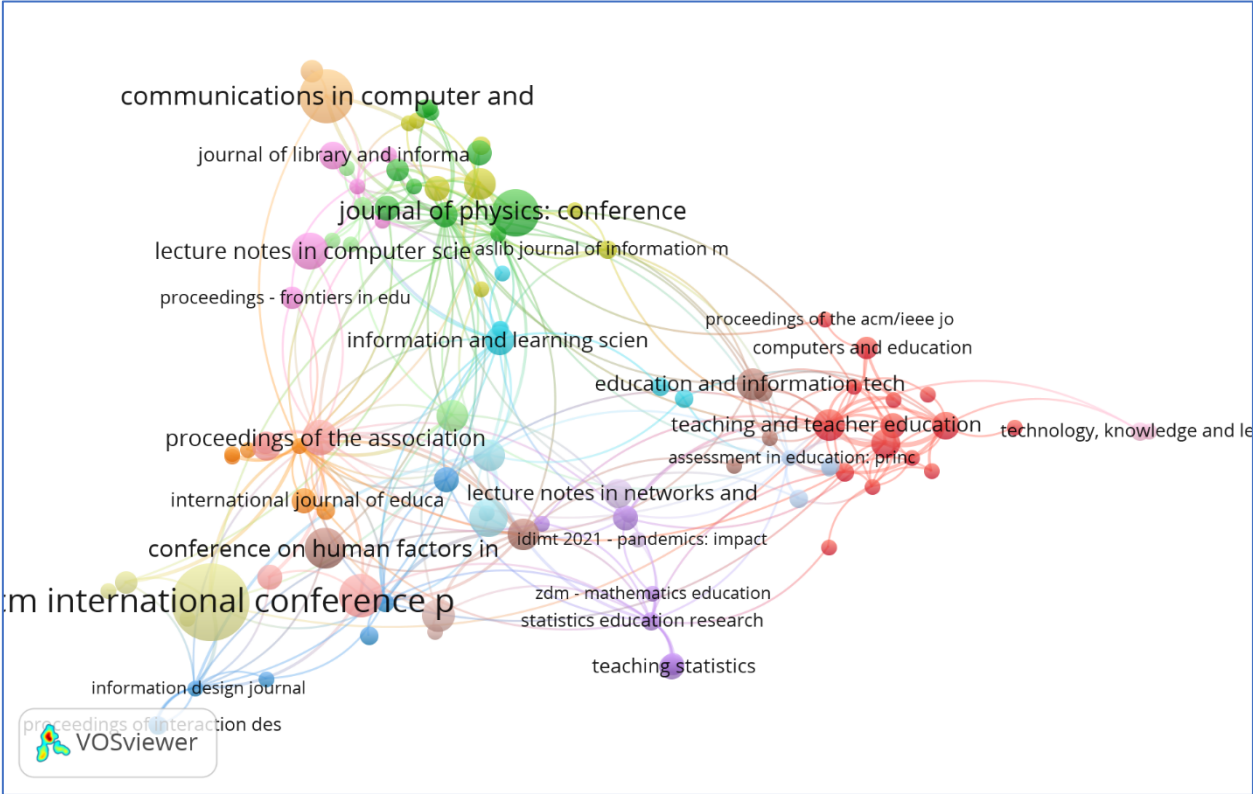 communications in computer and
journal of library and informa
journal of physics: conference
lecture notes in computer scie
aslib journal of information m
proceedings - frontiers in edu
proceedings of the acm/ieee jo
information and learning scien
computers and education
education and information tech
teaching and teacher education
technology, knowledge and le
proceedings of the association
assessment in education: princ
lecture notes in networks and
international journal of educa
idimt 2021 - pandemics: impact
conference on human factors in
zdm - mathematics education
cm international conference p
statistics education research
teaching statistics
information design journal
proceedings of interaction des
VOSviewer